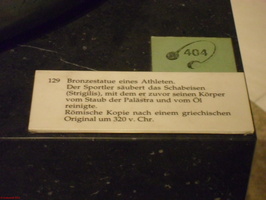 404
129 Bronzestatue eines Athleten.
Der Sportler säubert das Schabeisen
(Strigilis), mit dem er zuvor seinen Körper
vom Staub der Palästra und vom Öl
reinigte.
Römische Kopie nach einem griechischen
Original um 320 v. Chr.